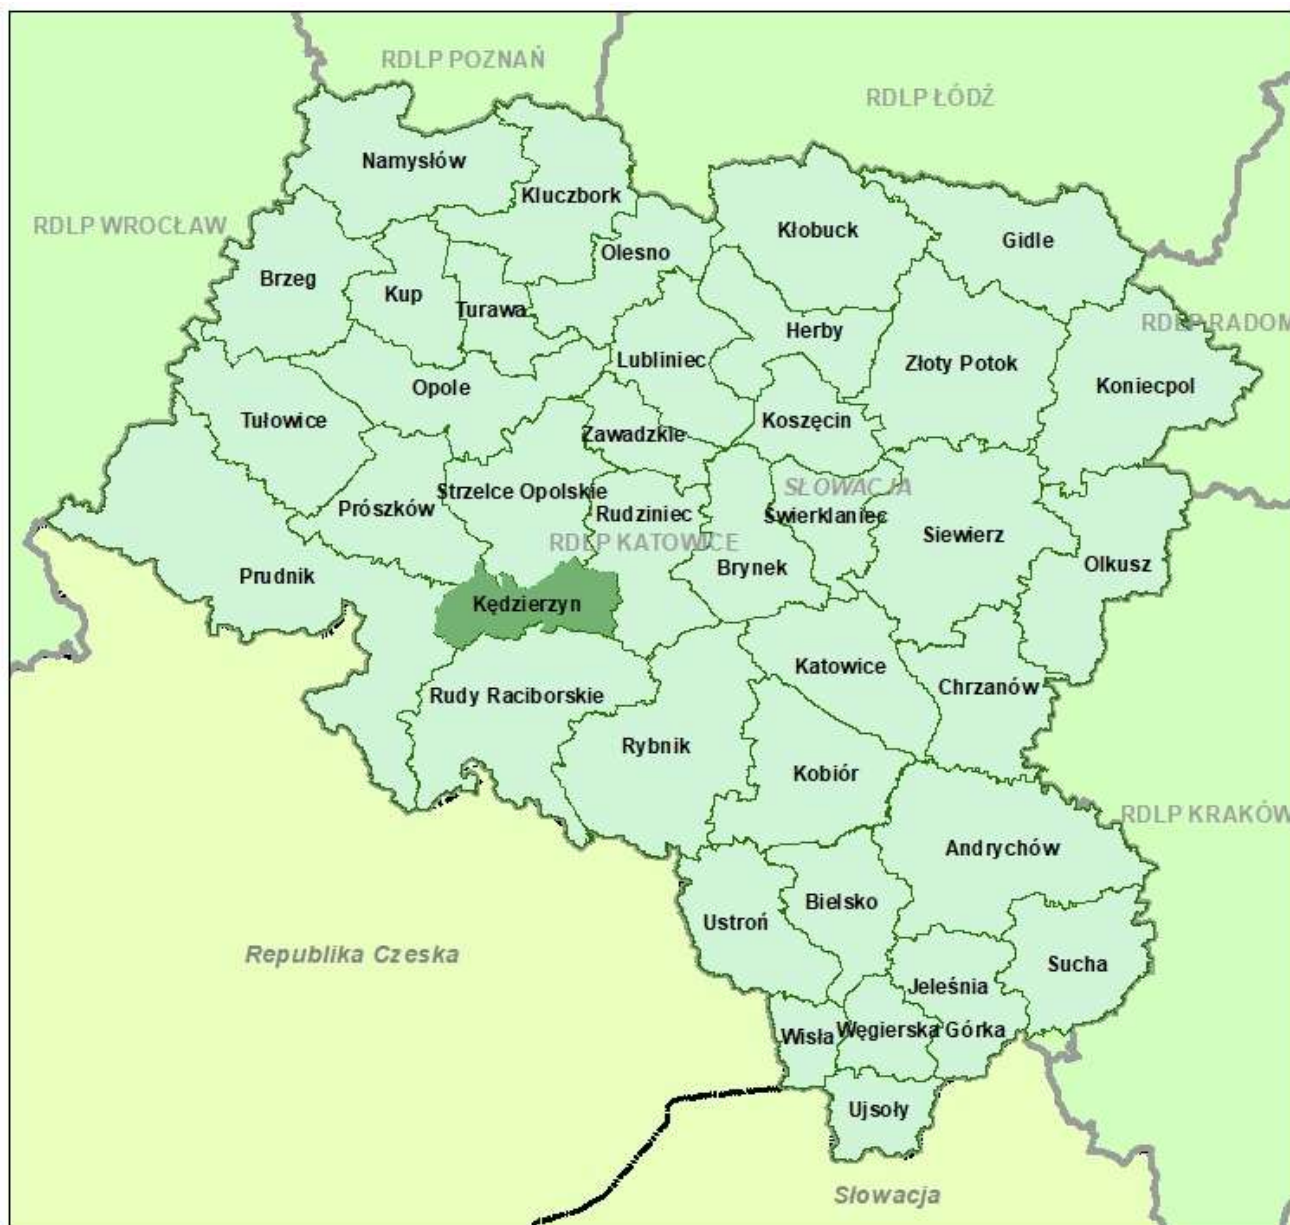 RDLP POZNAŃ
RDLP ŁÓDŹ
Namysłów
Kluczbork
RDLP WROCŁAW
Kłobuck
Gidle
Olesno
Brzeg
Kup
Turawa
Herby
RDLP RADOM
Lubliniec
Złoty Potok
Opole
Koniecpol
Tułowice
Koszęcin
Zawadzkie
SŁOWACJA
Strzelce Opolskie
Prószków
Rudziniec
Świerklaniec
Siewierz
RDLP KATOWICE
Olkusz
Brynek
Prudnik
Kędzierzyn
Katowice
Chrzanów
Rudy Raciborskie
Rybnik
Kobiór
RDLP KRAKÓW
Andrychów
Bielsko
Ustroń
Republika Czeska
Sucha
Jeleśnia
Wisła
Węgierska Górka
Ujsoły
Słowacja